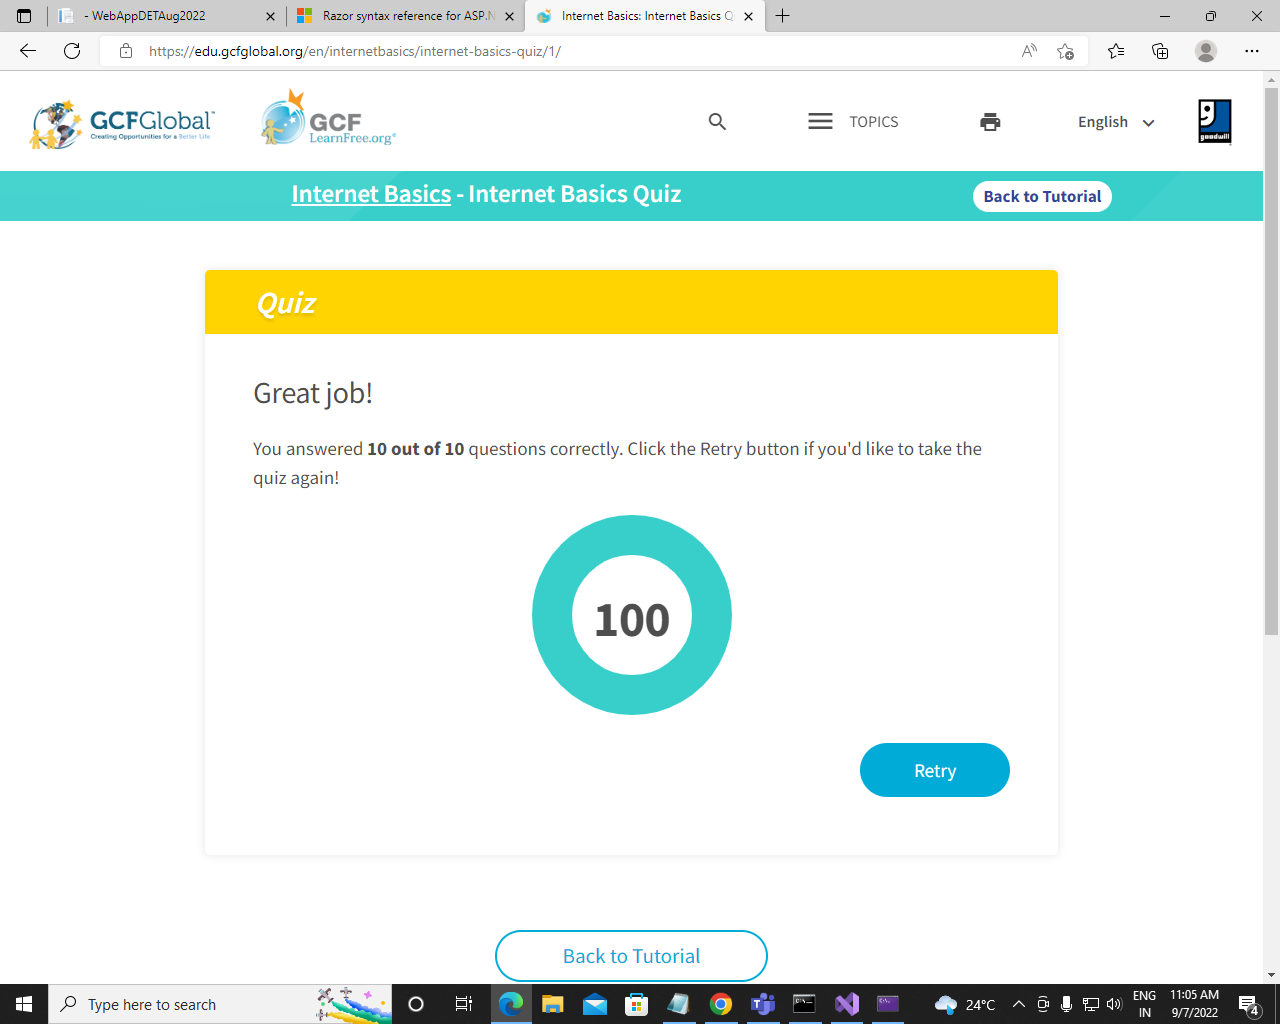 - WebAppDETAug2022
Razor syntax reference for ASP.N
Internet Basics: Internet Basics Q
https://edu.gcfglobal.org/en/internetbasics/internet-basics-quiz/1/
GCFGlobal
Creating Opportunities for a Better Life
GCF
LearnFree.org
TOPICS
English
goodwill
Internet Basics - Internet Basics Quiz
Back to Tutorial
Quiz
Great job!
You answered 10 out of 10 questions correctly. Click the Retry button if you'd like to take the
quiz again!
100
Retry
Back to Tutorial
Type here to search
24°C
ENG
IN
11:05 AM
9/7/2022
4